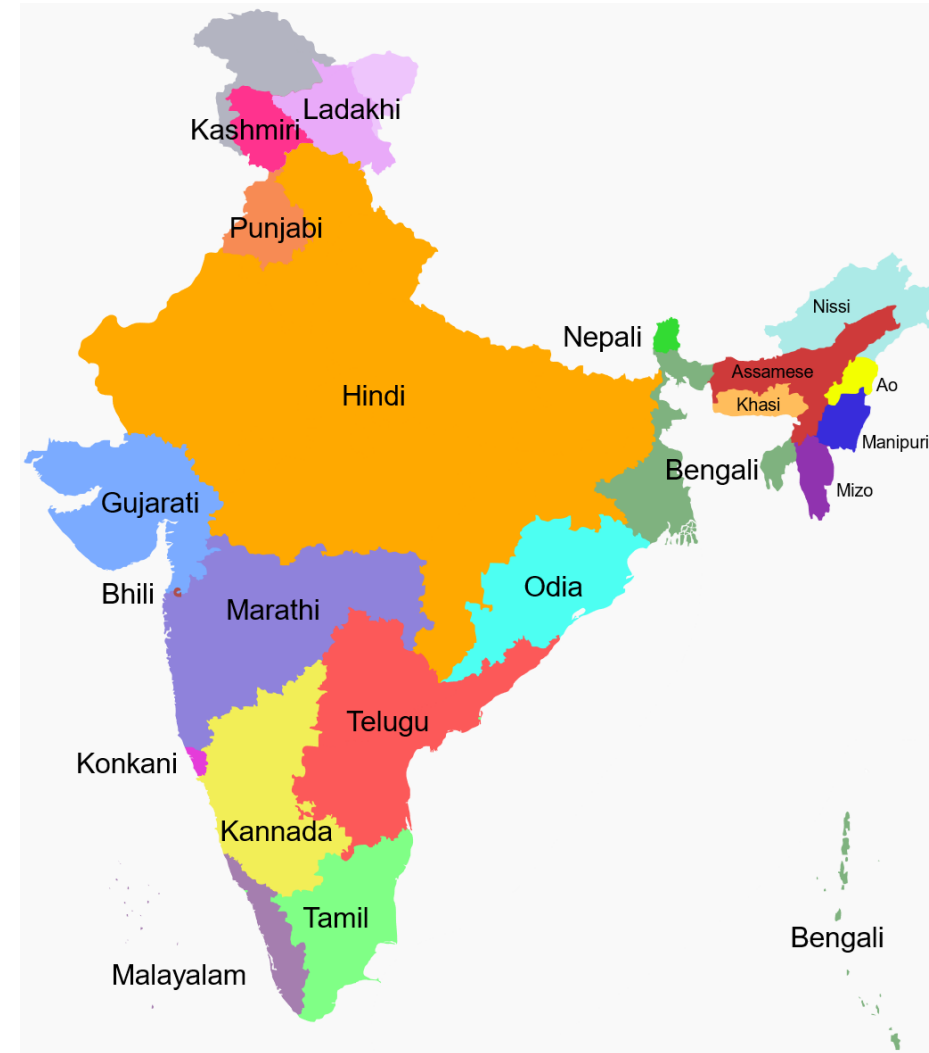 Ladakhi
Kashmiri
Punjabi
Nissi
Nepali
Assamese
Ao
Hindi
Khasi
Manipuri
Bengali
Mizo
Gujarati
Odia
Bhili
Marathi
Telugu
Konkani
Kannada
Tamil
Bengali
Malayalam